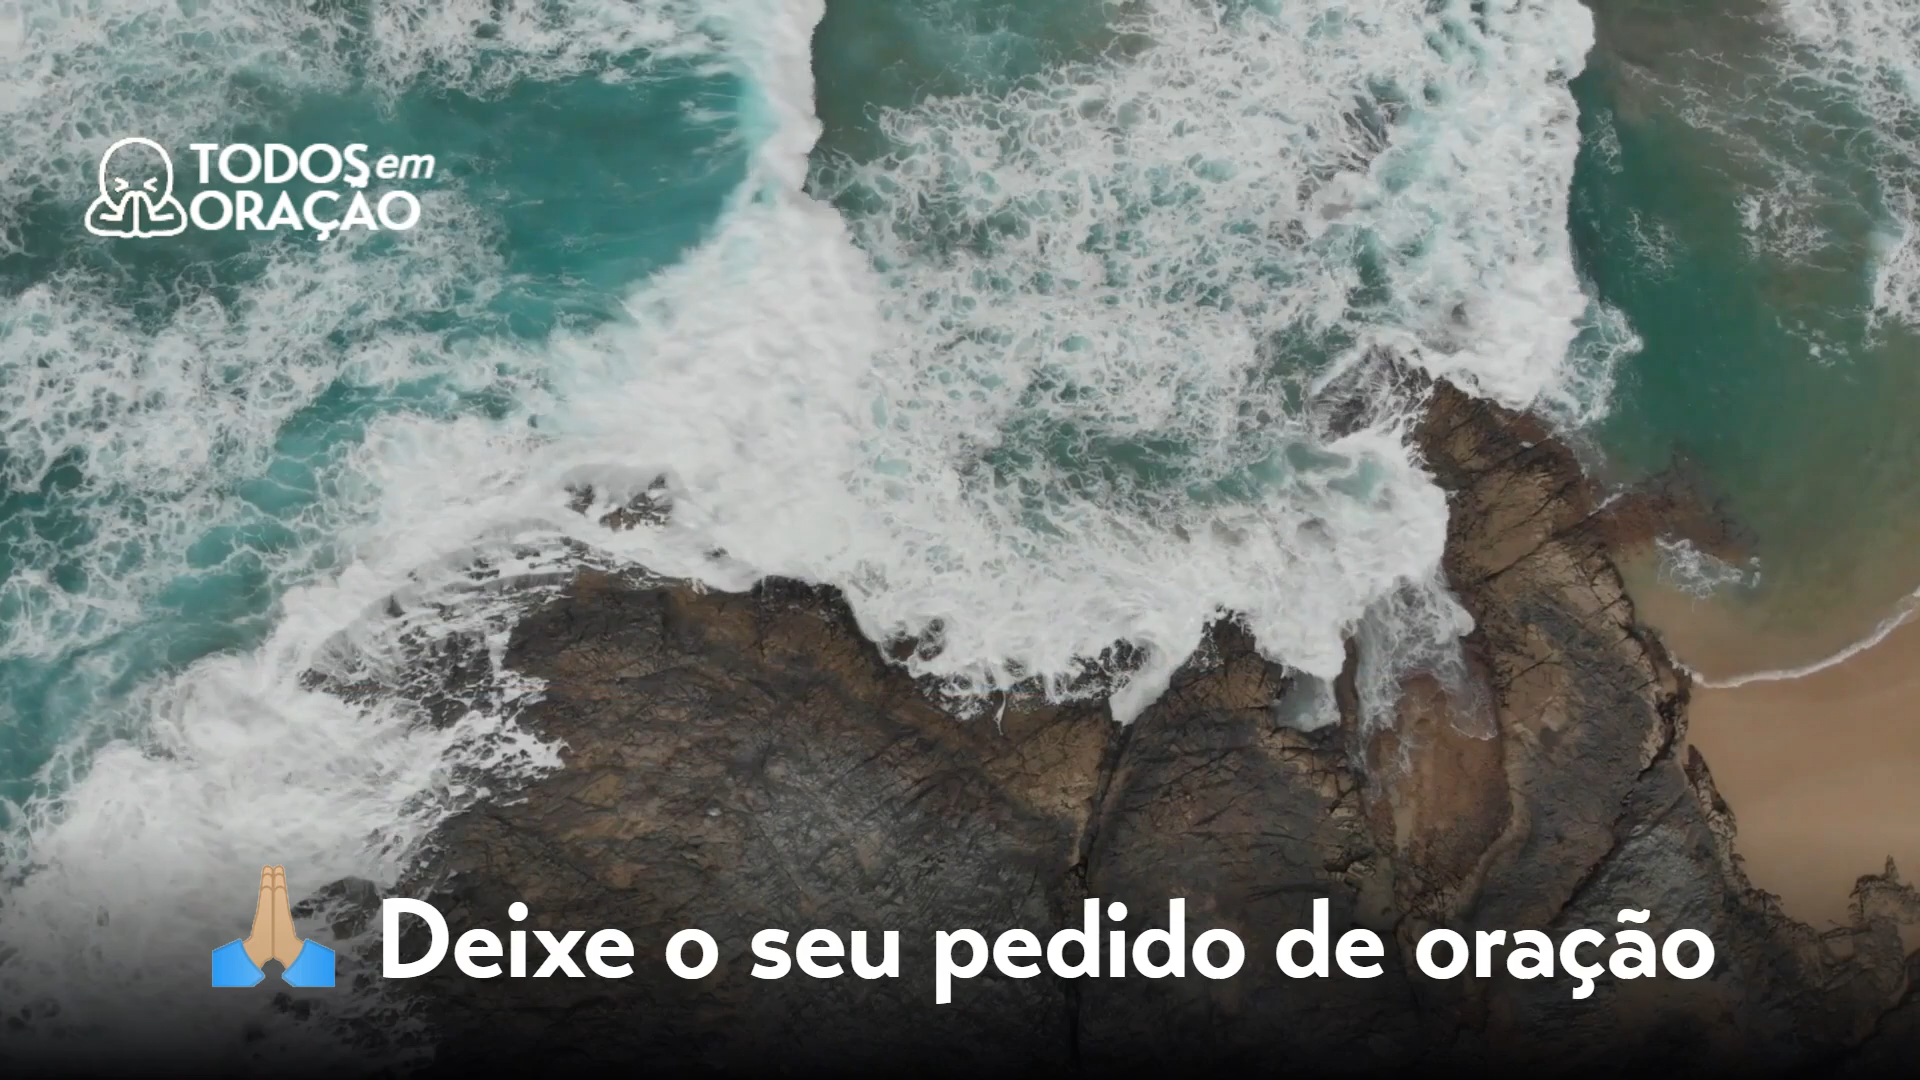 TODOS em
ORAÇÃO
🙏🏼 Deixe o seu pedido de oração